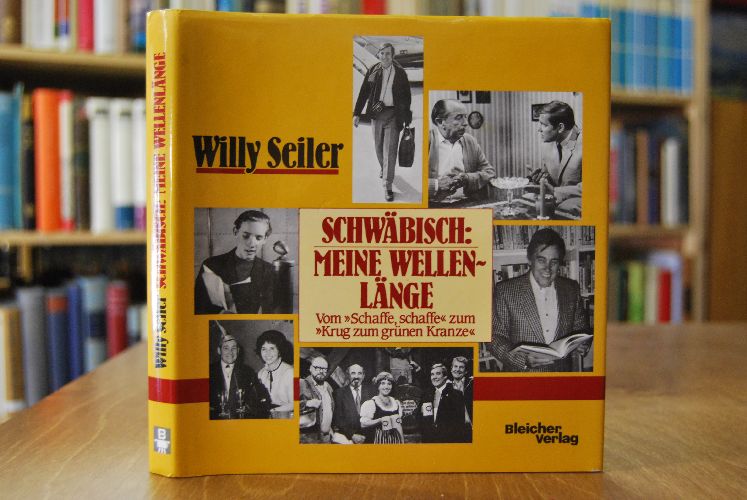 Willy Seiler SCHWÄBISCH: MEINE WELLENLÄNGE
B
Willy Seiler
SCHWÄBISCH:
MEINE WELLEN-
LÄNGE
Vom »Schaffe, schaffe« zum
»Krug zum grünen Kranze«
Bleicher
Verlag